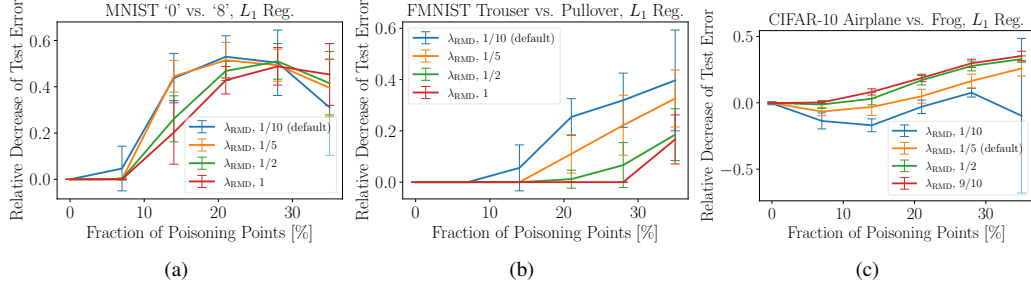 MNIST ‘0’ vs. ‘8’, L₁ Reg.
Relative Decrease of Test Error
0.6
0.4
0.2
0.0
λRMD, 1/10 (default)
λRMD, 1/5
λRMD, 1/2
λRMD, 1
0 10 20 30
Fraction of Poisoning Points [%]
(a)
FMNIST Trouser vs. Pullover, L₁ Reg.
Relative Decrease of Test Error
0.6
0.4
0.2
0.0
λRMD, 1/10 (default)
λRMD, 1/5
λRMD, 1/2
λRMD, 1
0 10 20 30
Fraction of Poisoning Points [%]
(b)
CIFAR-10 Airplane vs. Frog, L₁ Reg.
Relative Decrease of Test Error
0.5
0.0
−0.5
λRMD, 1/10
λRMD, 1/5 (default)
λRMD, 1/2
λRMD, 9/10
0 10 20 30
Fraction of Poisoning Points [%]
(c)